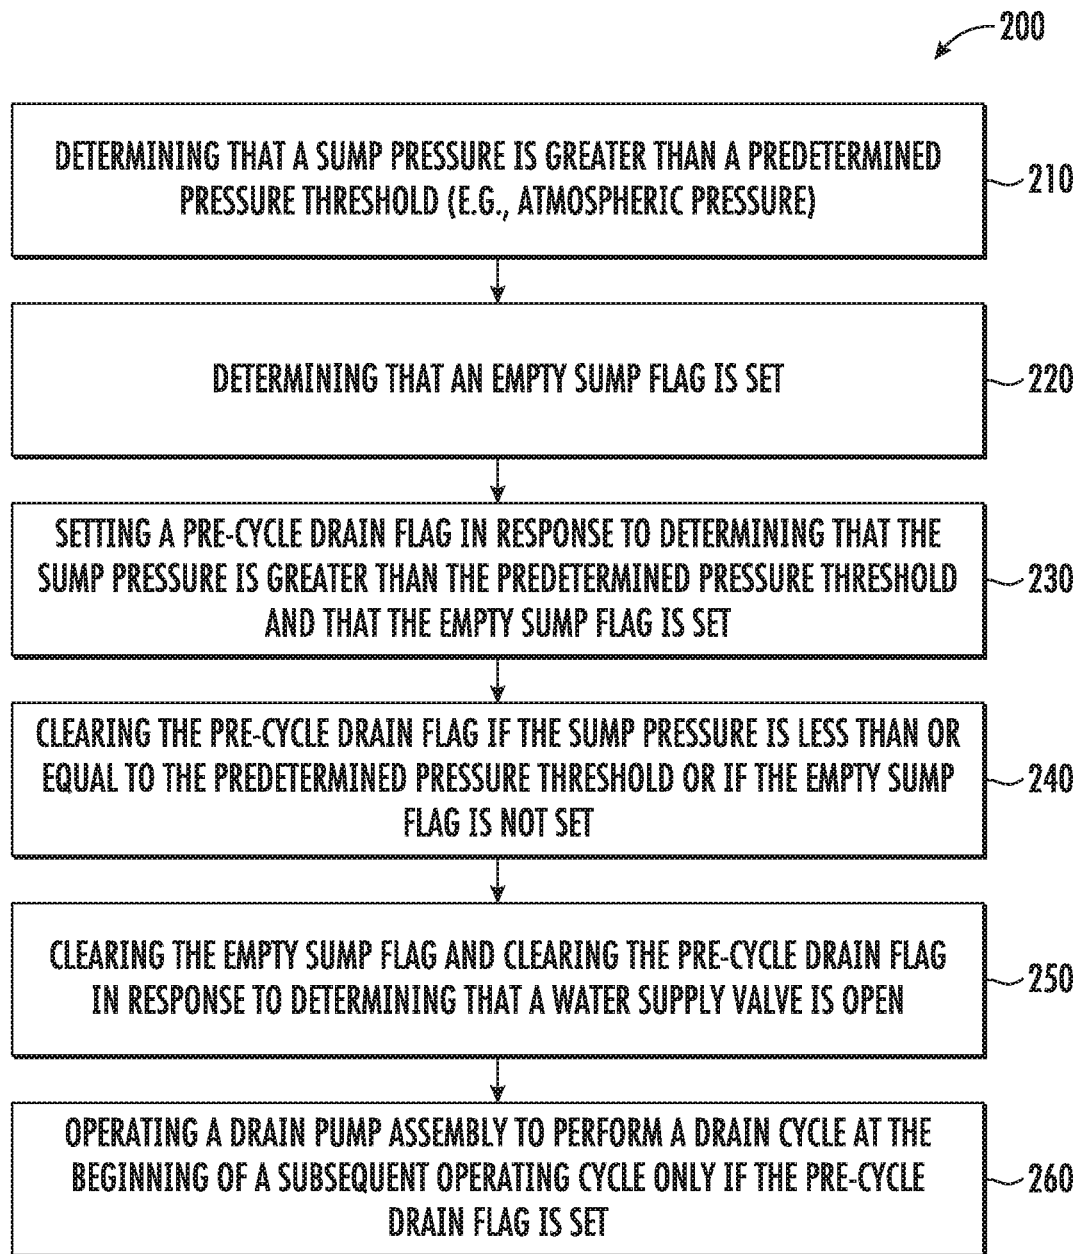 200
DETERMINING THAT A SUMP PRESSURE IS GREATER THAN A PREDETERMINED
PRESSURE THRESHOLD (E.G., ATMOSPHERIC PRESSURE)
210
DETERMINING THAT AN EMPTY SUMP FLAG IS SET
220
SETTING A PRE-CYCLE DRAIN FLAG IN RESPONSE TO DETERMINING THAT THE
SUMP PRESSURE IS GREATER THAN THE PREDETERMINED PRESSURE THRESHOLD
AND THAT THE EMPTY SUMP FLAG IS SET
230
CLEARING THE PRE-CYCLE DRAIN FLAG IF THE SUMP PRESSURE IS LESS THAN OR
EQUAL TO THE PREDETERMINED PRESSURE THRESHOLD OR IF THE EMPTY SUMP
FLAG IS NOT SET
240
CLEARING THE EMPTY SUMP FLAG AND CLEARING THE PRE-CYCLE DRAIN FLAG
IN RESPONSE TO DETERMINING THAT A WATER SUPPLY VALVE IS OPEN
250
OPERATING A DRAIN PUMP ASSEMBLY TO PERFORM A DRAIN CYCLE AT THE
BEGINNING OF A SUBSEQUENT OPERATING CYCLE ONLY IF THE PRE-CYCLE
DRAIN FLAG IS SET
260